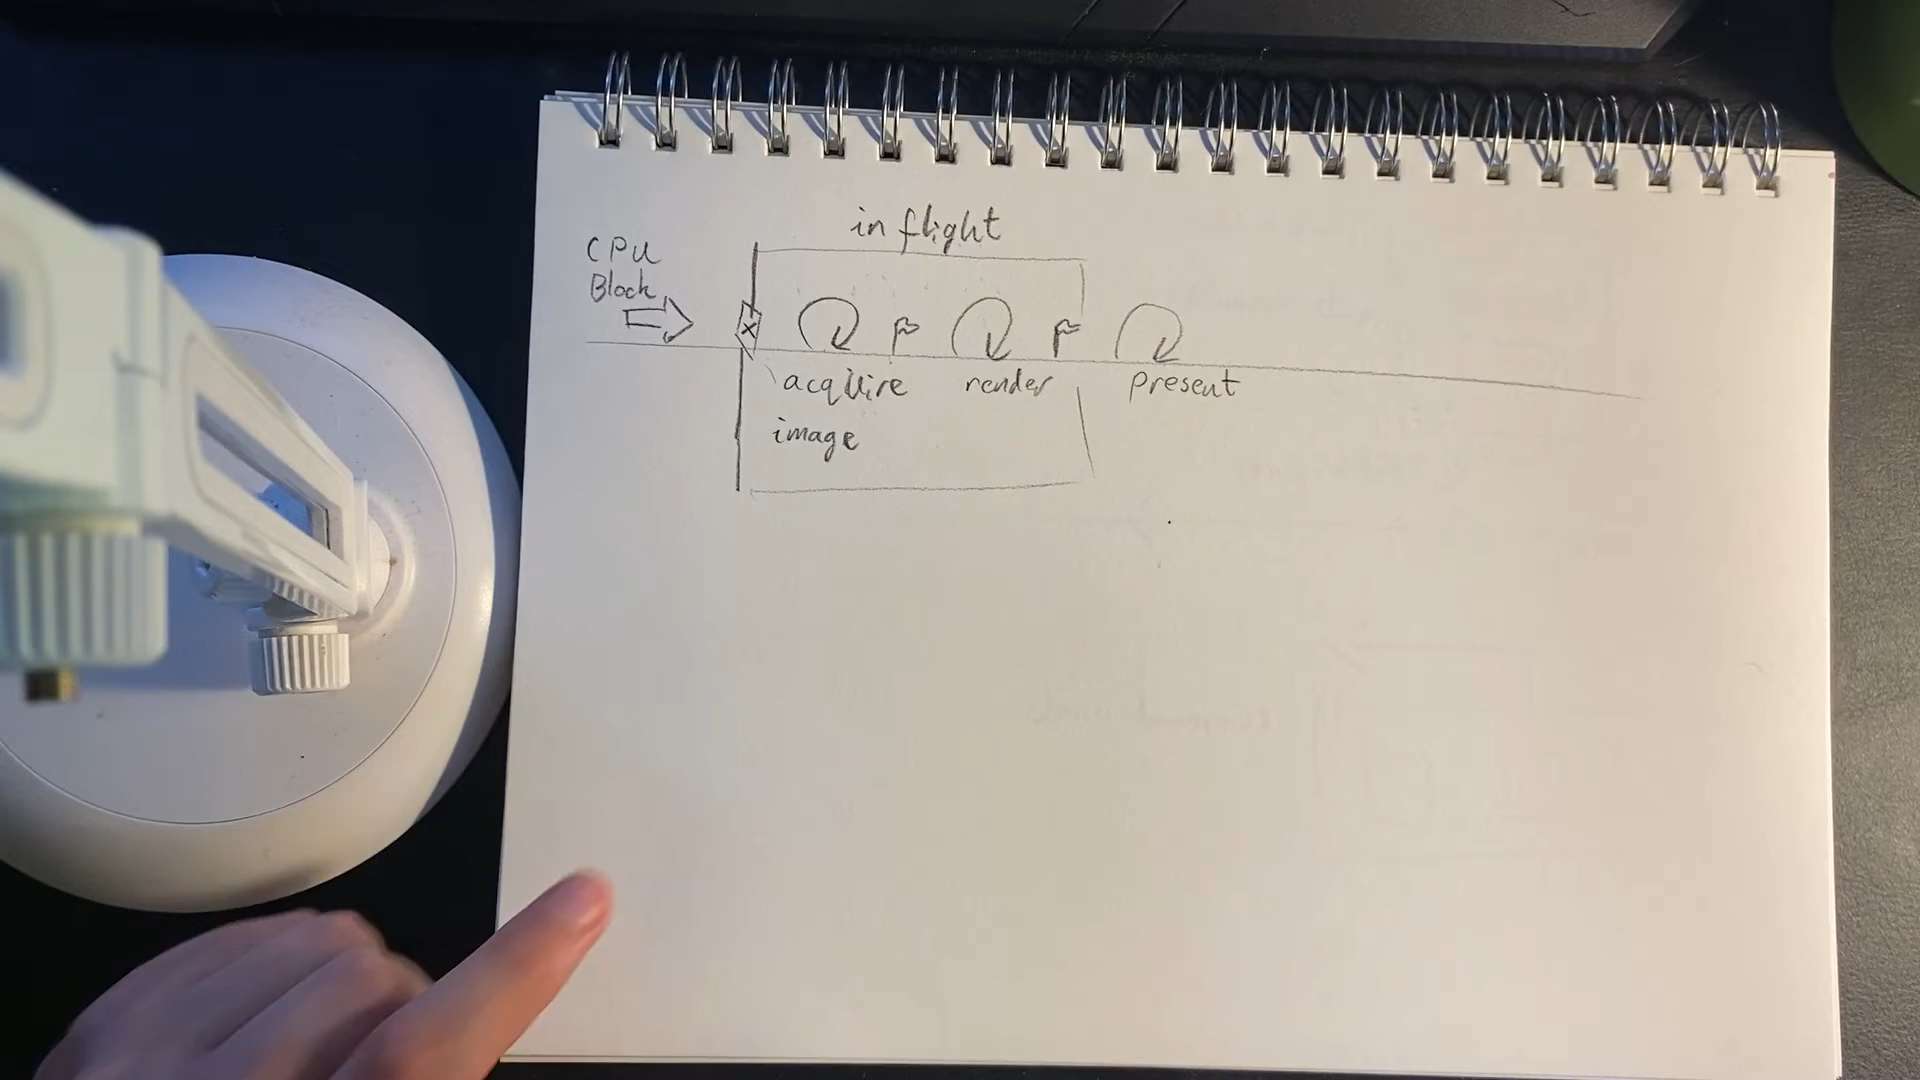 in flight
CPU
Block
x
acquire render present
image